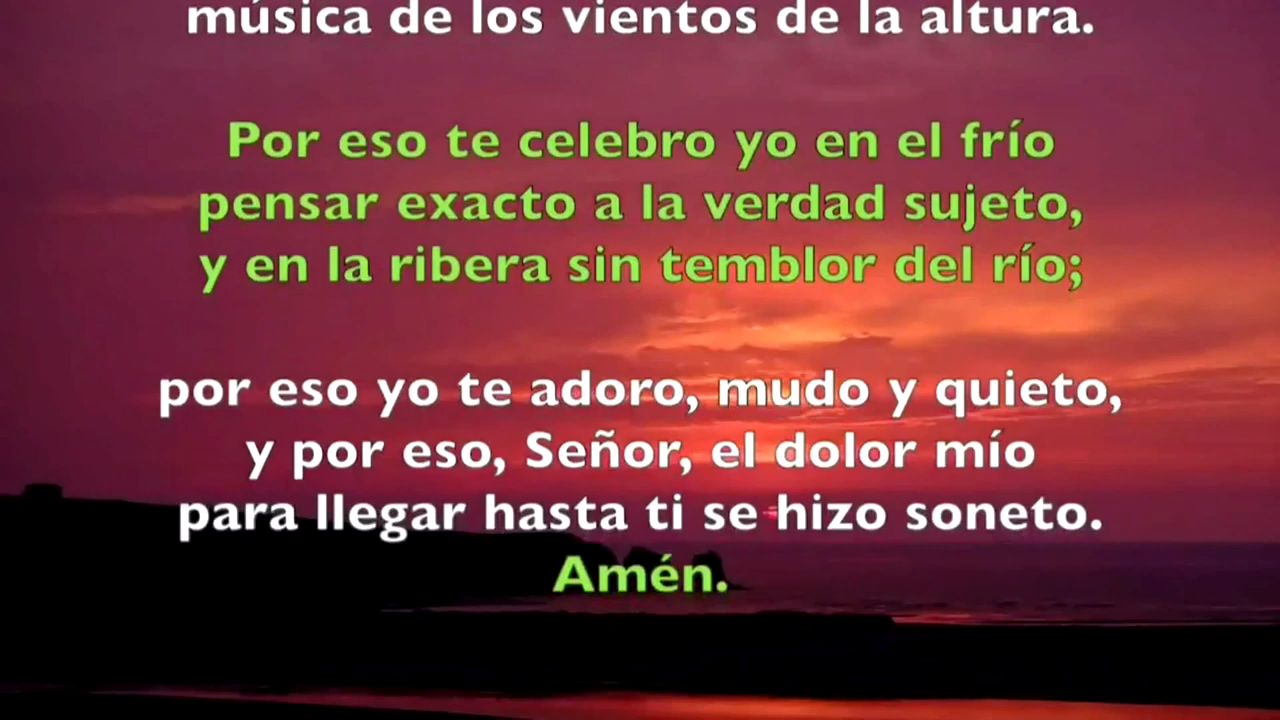 música de los vientos de la altura.
Por eso te celebro yo en el frío
pensar exacto a la verdad sujeto,
y en la ribera sin temblor del río;
por eso yo te adoro, mudo y quieto,
y por eso, Señor, el dolor mío
para llegar hasta ti se hizo soneto.
Amén.